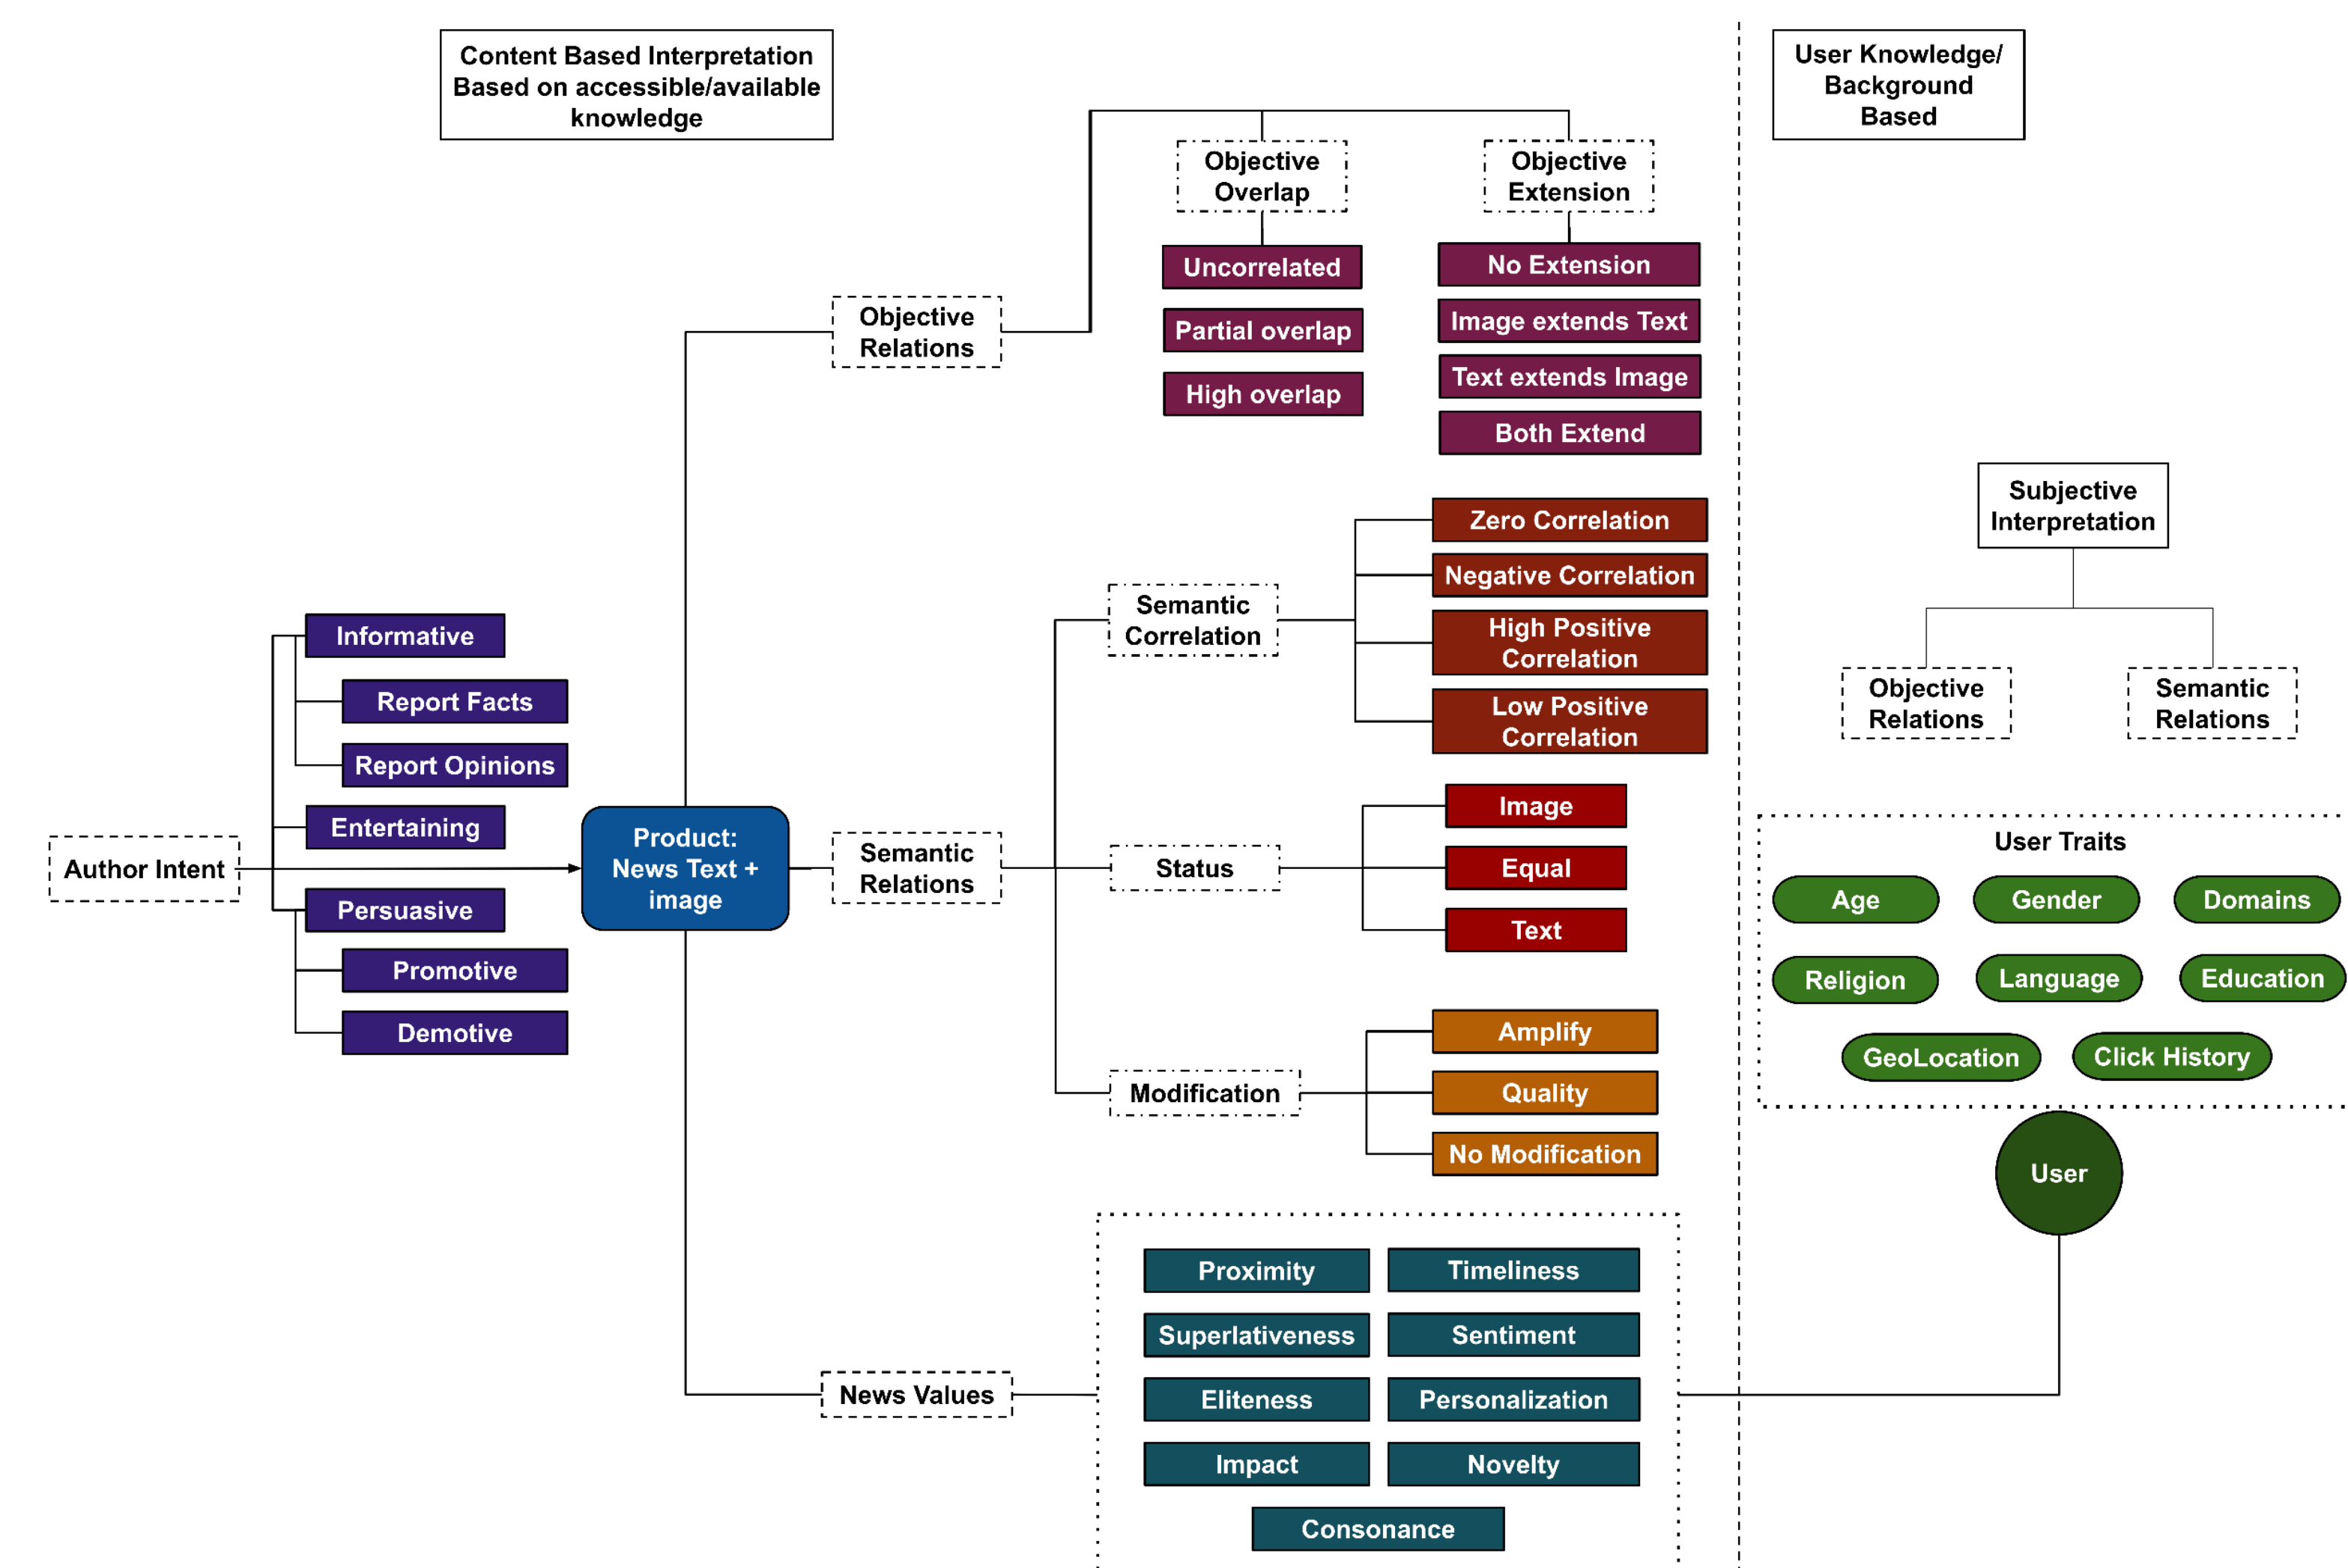 Content Based Interpretation
Based on accessible/available
knowledge
User Knowledge/
Background
Based
Objective
Overlap
Uncorrelated
Partial overlap
High overlap
Objective
Extension
No Extension
Image extends Text
Text extends Image
Both Extend
Objective
Relations
Semantic
Correlation
Zero Correlation
Negative Correlation
High Positive
Correlation
Low Positive
Correlation
Subjective
Interpretation
Objective
Relations
Semantic
Relations
Author Intent
Informative
Report Facts
Report Opinions
Entertaining
Persuasive
Promotive
Demotive
Product:
News Text +
image
Semantic
Relations
Status
Image
Equal
Text
Modification
Amplify
Quality
No Modification
User Traits
Age
Gender
Domains
Religion
Language
Education
GeoLocation
Click History
User
News Values
Proximity
Timeliness
Superlativeness
Sentiment
Eliteness
Personalization
Impact
Novelty
Consonance